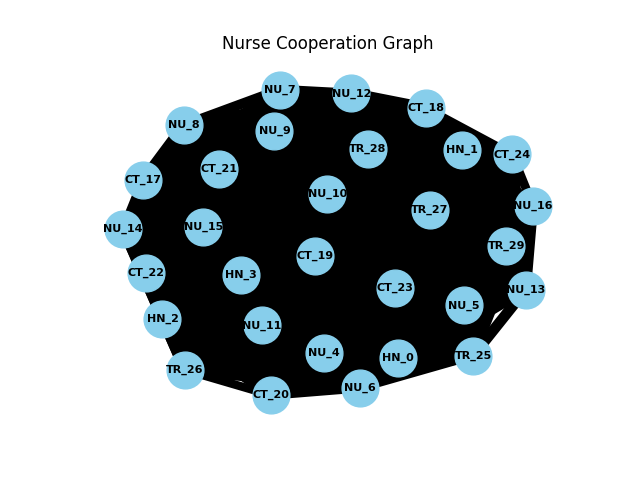 Nurse Cooperation Graph
NU_7
NU_12
CT_18
NU_8
NU_9
TR_28
HN_1
CT_24
CT_21
CT_17
NU_10
NU_16
TR_27
NU_14
NU_15
TR_29
CT_19
CT_22
HN_3
CT_23
NU_13
NU_5
HN_2
NU_11
NU_4
HN_0
TR_25
TR_26
NU_6
CT_20